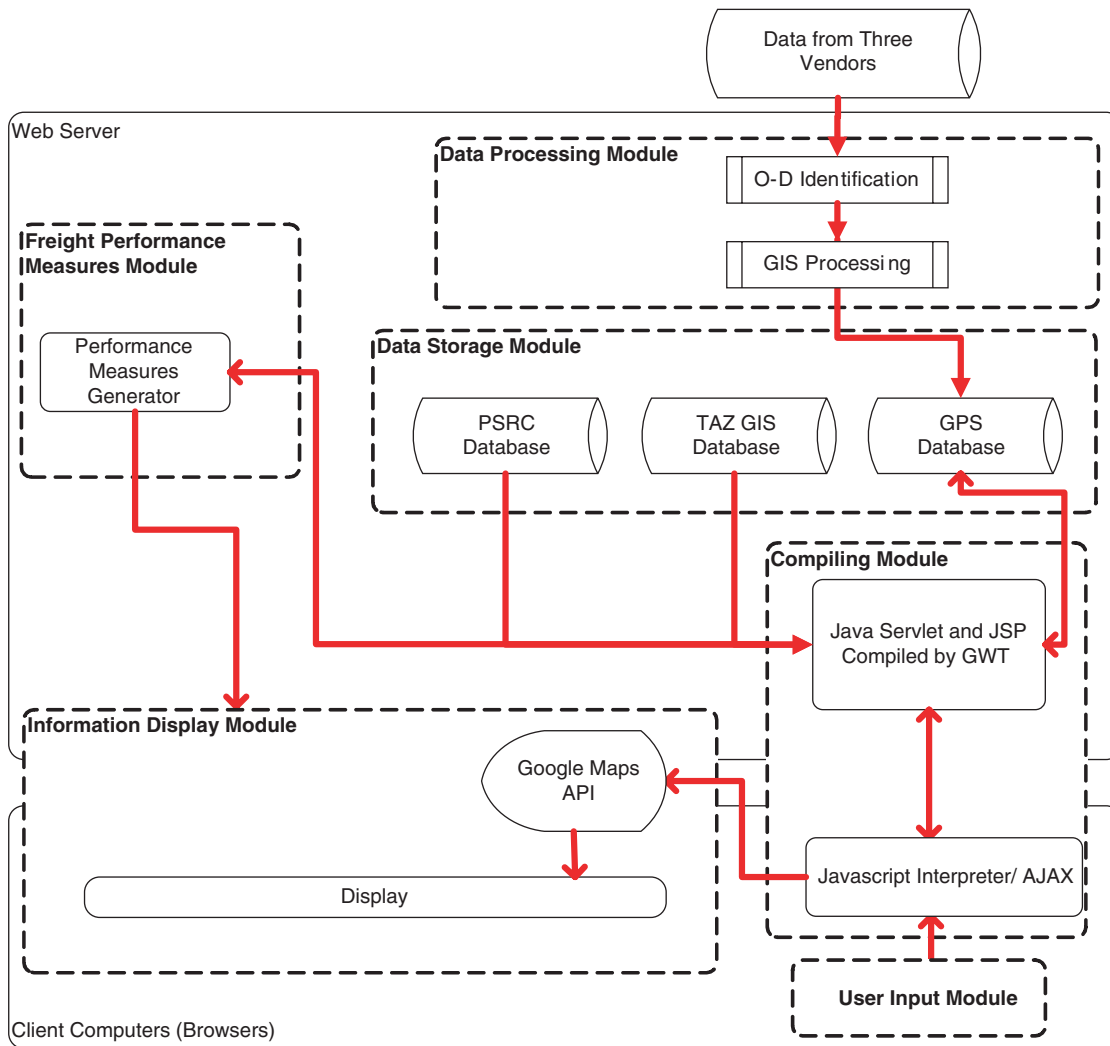 Data from Three
Vendors
Web Server
Data Processing Module
O-D Identification
GIS Processing
Freight Performance
Measures Module
Performance
Measures
Generator
Data Storage Module
PSRC
Database
TAZ GIS
Database
GPS
Database
Compiling Module
Java Servlet and JSP
Compiled by GWT
Information Display Module
Google Maps
API
Display
Javascript Interpreter/ AJAX
User Input Module
Client Computers (Browsers)